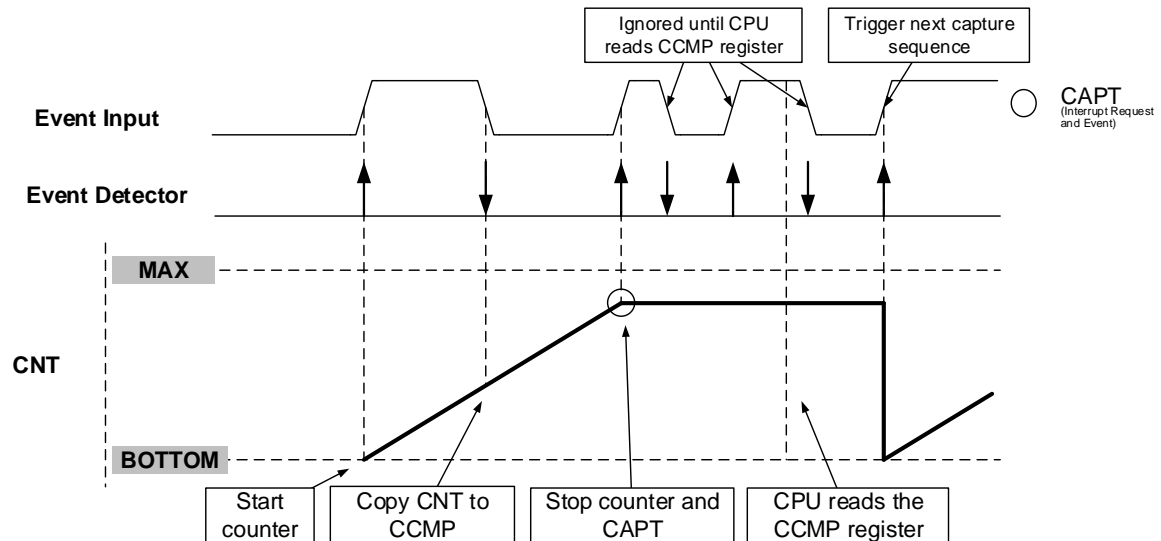 Ignored until CPU
reads CCMP register
Trigger next capture
sequence
Event Input
CAPT
(Interrupt Request
and Event)
Event Detector
MAX
CNT
BOTTOM
Start
counter
Copy CNT to
CCMP
Stop counter and
CAPT
CPU reads the
CCMP register